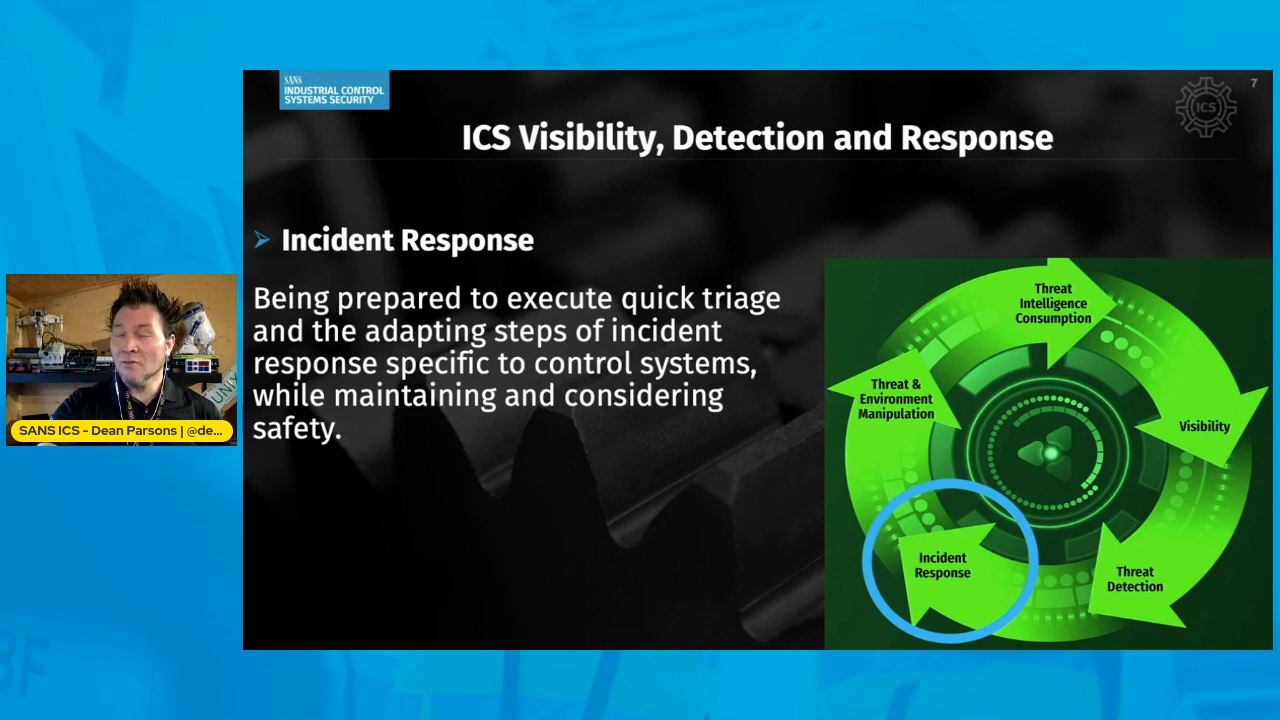 SANS
INDUSTRIAL CONTROL
SYSTEMS SECURITY
ICS
7
ICS Visibility, Detection and Response
Incident Response
Being prepared to execute quick triage
and the adapting steps of incident
response specific to control systems,
while maintaining and considering
safety.
Threat
Intelligence
Consumption
Threat &
Environment
Manipulation
Visibility
Incident
Response
Threat
Detection
UNIX
SANS ICS - Dean Parsons | @de...
8F